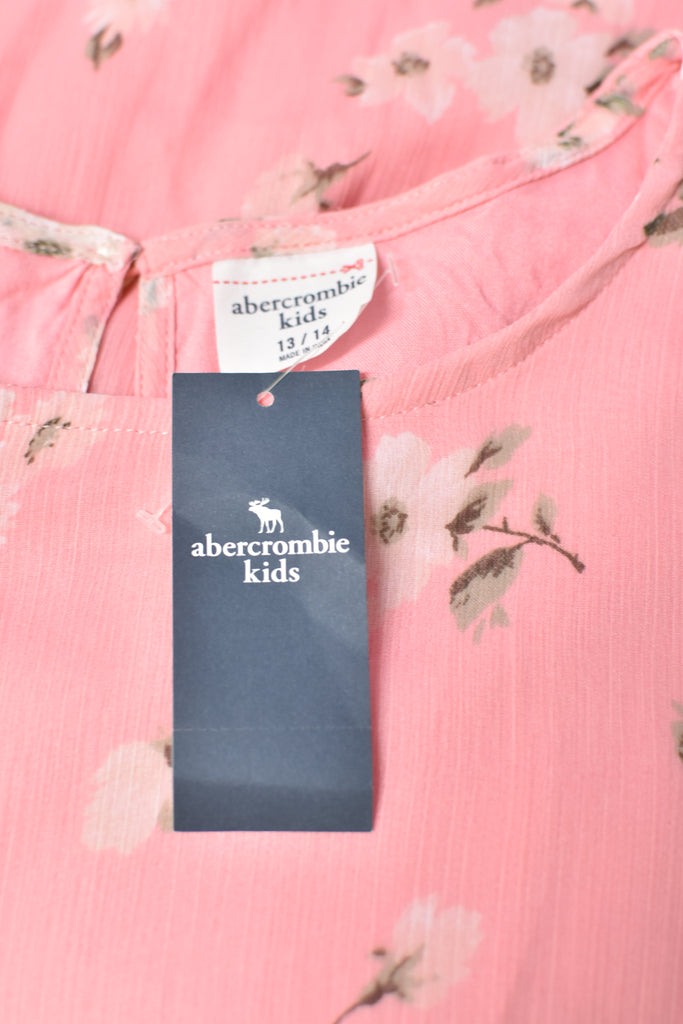 abercrombie
kids
13 / 14
MADE IN
abercrombie
kids